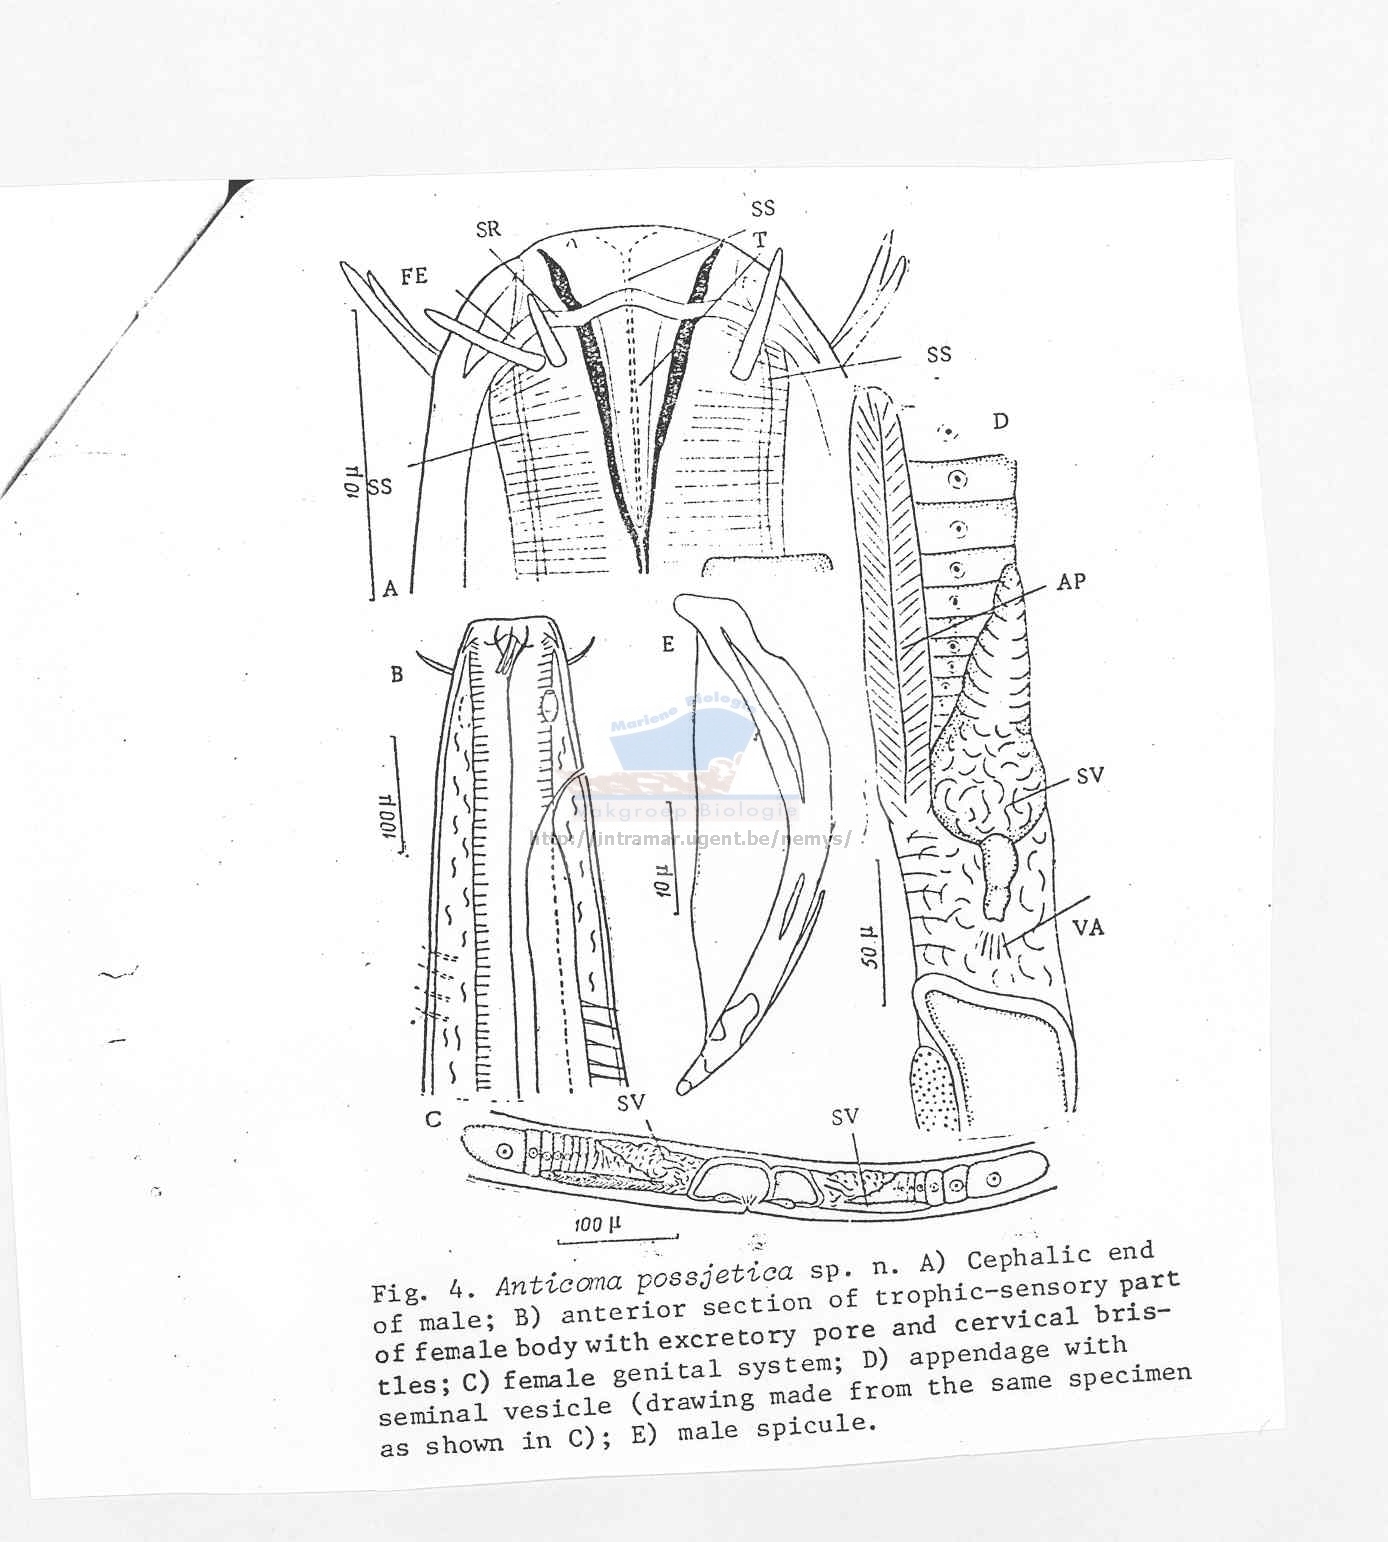 SR
SS
T
FE
SS
D
10 µ
SS
A
AP
E
B
SV
100 µ
Mariene Biologie
Vakgroep Biologie
http://intramar.ugent.be/nemys/
10 µ
50 µ
VA
C
SV
SV
100 µ
Fig. 4. Anticoma possjetica sp. n. A) Cephalic end
of male; B) anterior section of trophic-sensory part
of female body with excretory pore and cervical bris-
tles; C) female genital system; D) appendage with
seminal vesicle (drawing made from the same specimen
as shown in C); E) male spicule.